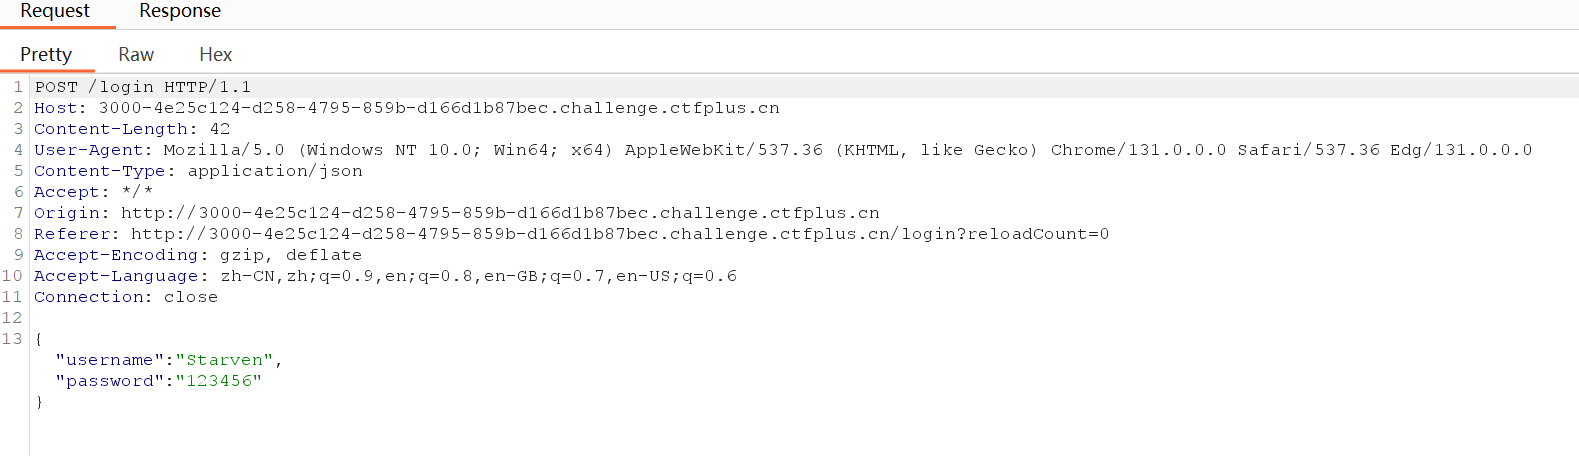 Request Response
Pretty Raw Hex
1 POST /login HTTP/1.1
2 Host: 3000-4e25c124-d258-4795-859b-d166d1b87bec.challenge.ctfplus.cn
3 Content-Length: 42
4 User-Agent: Mozilla/5.0 (Windows NT 10.0; Win64; x64) AppleWebKit/537.36 (KHTML, like Gecko) Chrome/131.0.0.0 Safari/537.36 Edg/131.0.0.0
5 Content-Type: application/json
6 Accept: */*
7 Origin: http://3000-4e25c124-d258-4795-859b-d166d1b87bec.challenge.ctfplus.cn
8 Referer: http://3000-4e25c124-d258-4795-859b-d166d1b87bec.challenge.ctfplus.cn/login?reloadCount=0
9 Accept-Encoding: gzip, deflate
10 Accept-Language: zh-CN,zh;q=0.9,en;q=0.8,en-GB;q=0.7,en-US;q=0.6
11 Connection: close
12
13 {
"username":"Starven",
"password":"123456"
}